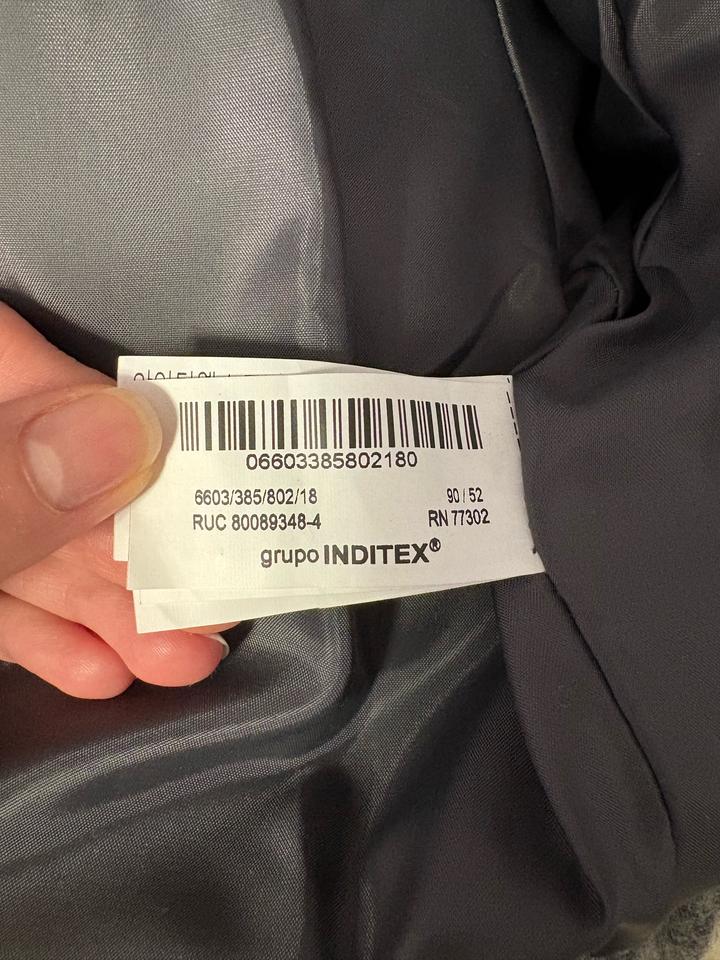 06603385802180
6603/385/802/18 90 / 52
RUC 80089348-4 RN 77302
grupo INDITEX®